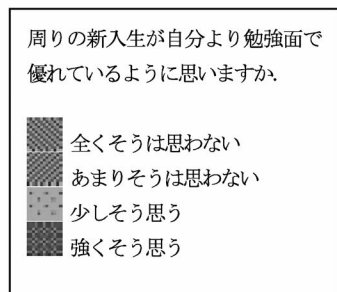 周りの新入生が自分より勉強面で
優れているように思いますか.
全くそうは思わない
あまりそうは思わない
少しそう思う
強くそう思う